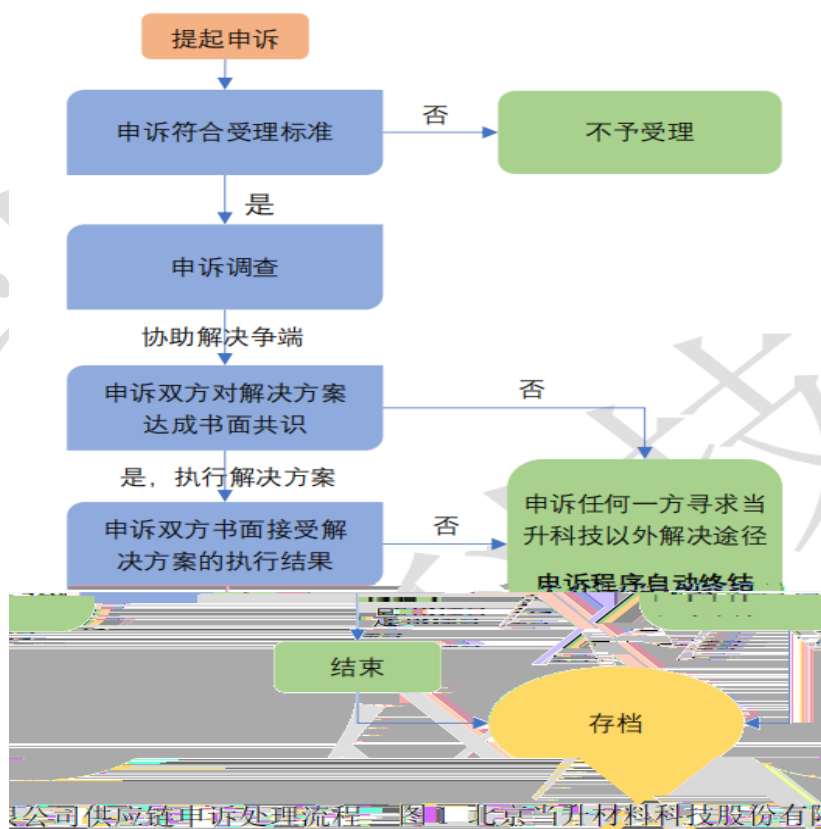 提起申诉
申诉符合受理标准
否
不予受理
是
申诉调查
协助解决争端
申诉双方对解决方案
达成书面共识
否
是，执行解决方案
申诉双方书面接受解
决方案的执行结果
否
申诉任何一方寻求当
升科技以外解决途径
申诉程序自动终结
是
结束
存档
限公司供应链申诉处理流程 图 1 北京当升材料科技股份有限